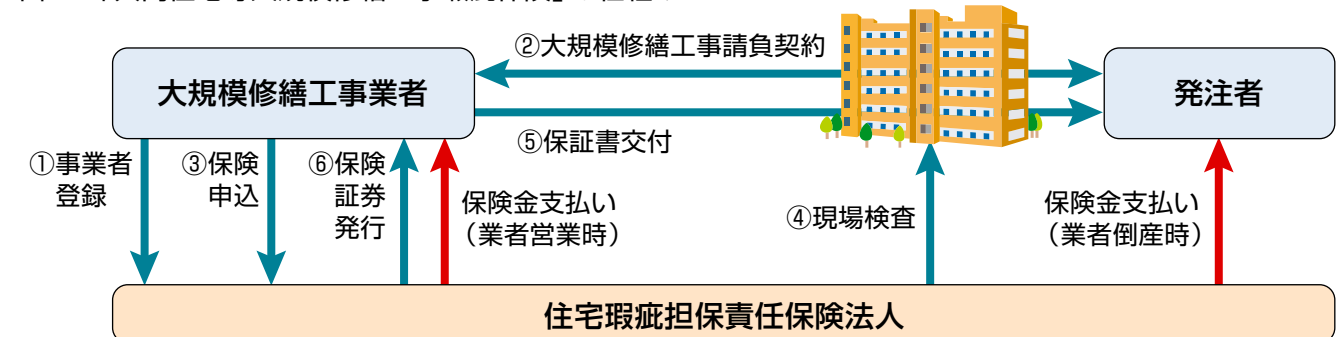 ②大規模修繕工事請負契約
大規模修繕工事業者
発注者
⑤保証書交付
①事業者
登録
③保険
申込
⑥保険
証券
発行
保険金支払い
（業者営業時）
④現場検査
保険金支払い
（業者倒産時）
住宅瑕疵担保責任保険法人